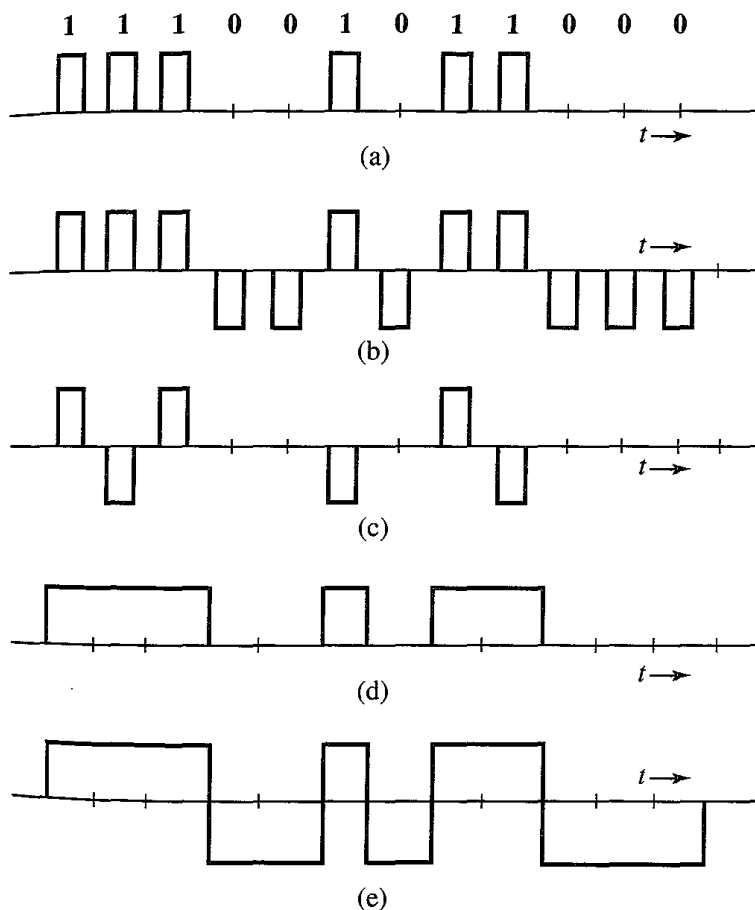 1 1 1 0 0 1 0 1 1 0 0 0
t →
(a)
t →
(b)
t →
(c)
t →
(d)
t →
(e)